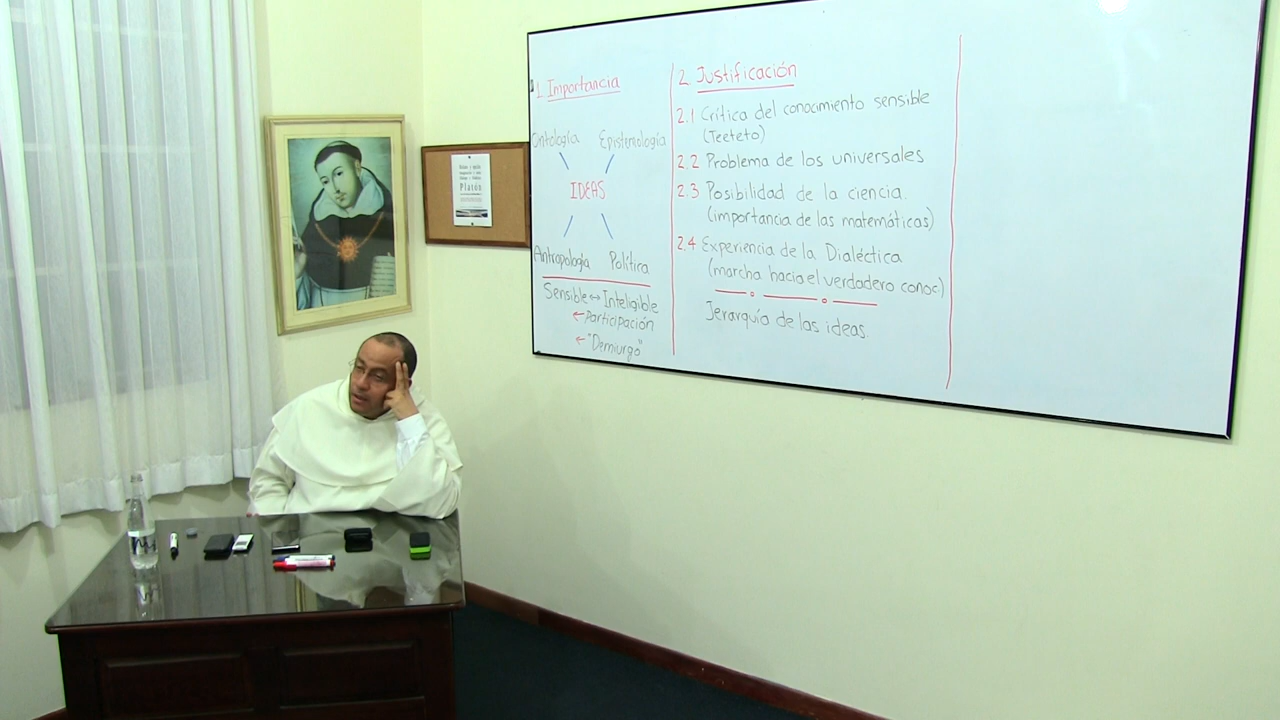 1. Importancia
Ontología Epistemología
IDEAS
Antropología Política
Sensible ↔ Inteligible
← Participación
← "Demiurgo"
2. Justificación
2.1 Crítica del conocimiento sensible
(Teeteto)
2.2 Problema de los universales
2.3 Posibilidad de la ciencia.
(importancia de las matemáticas)
2.4 Experiencia de la Dialéctica
(marcha hacia el verdadero conoc.)
Jerarquía de las ideas.
Platón